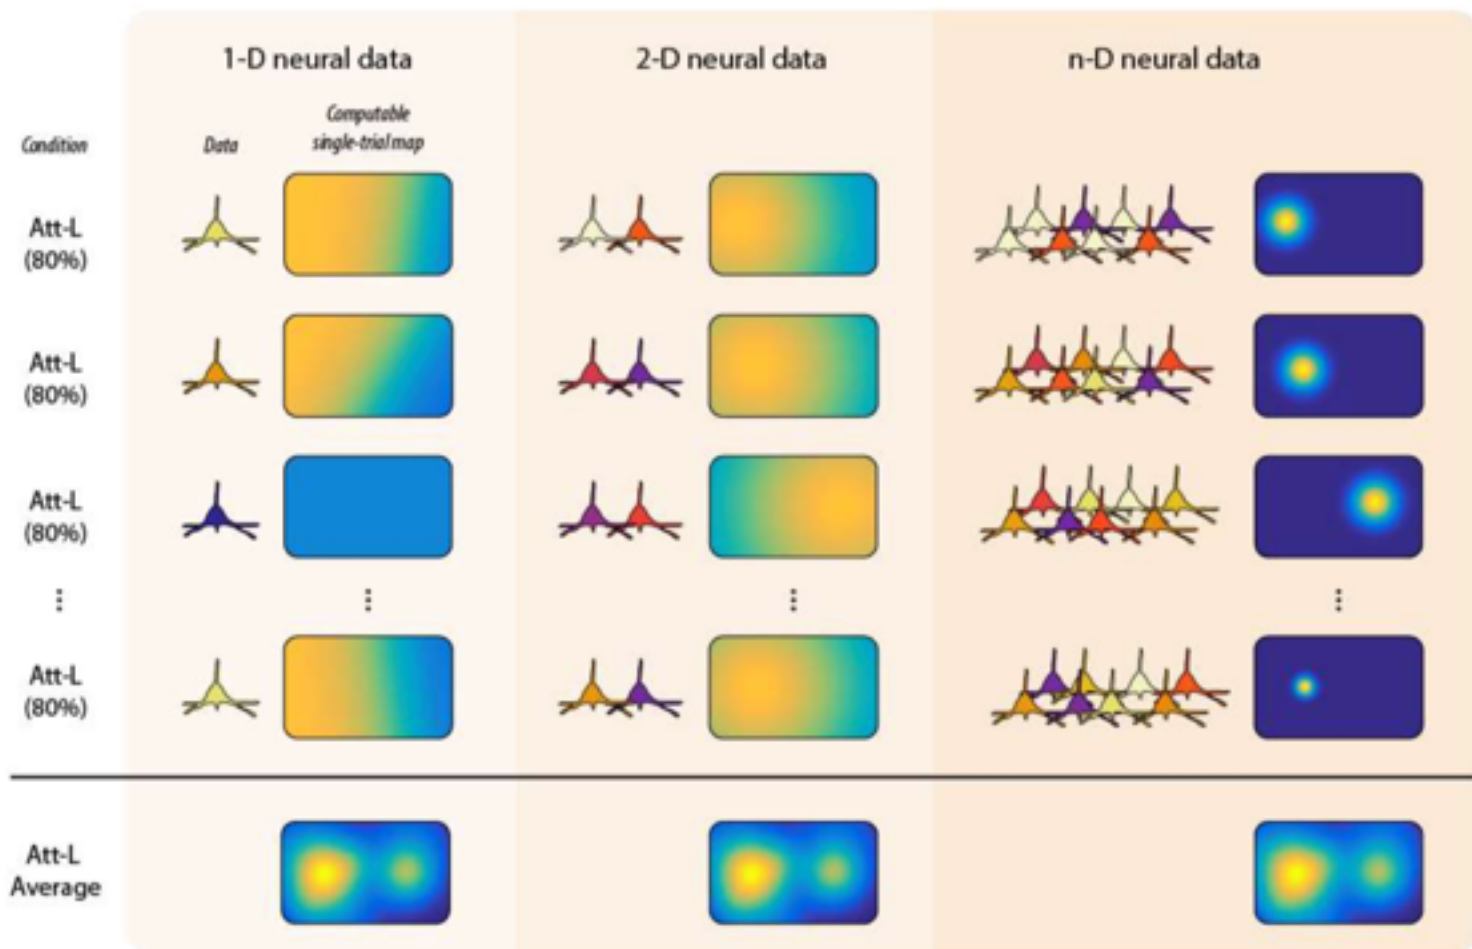 1-D neural data
2-D neural data
n-D neural data
Condition
Data
Computable
single-trial map
Att-L
(80%)
Att-L
(80%)
Att-L
(80%)
Att-L
(80%)
Att-L
Average